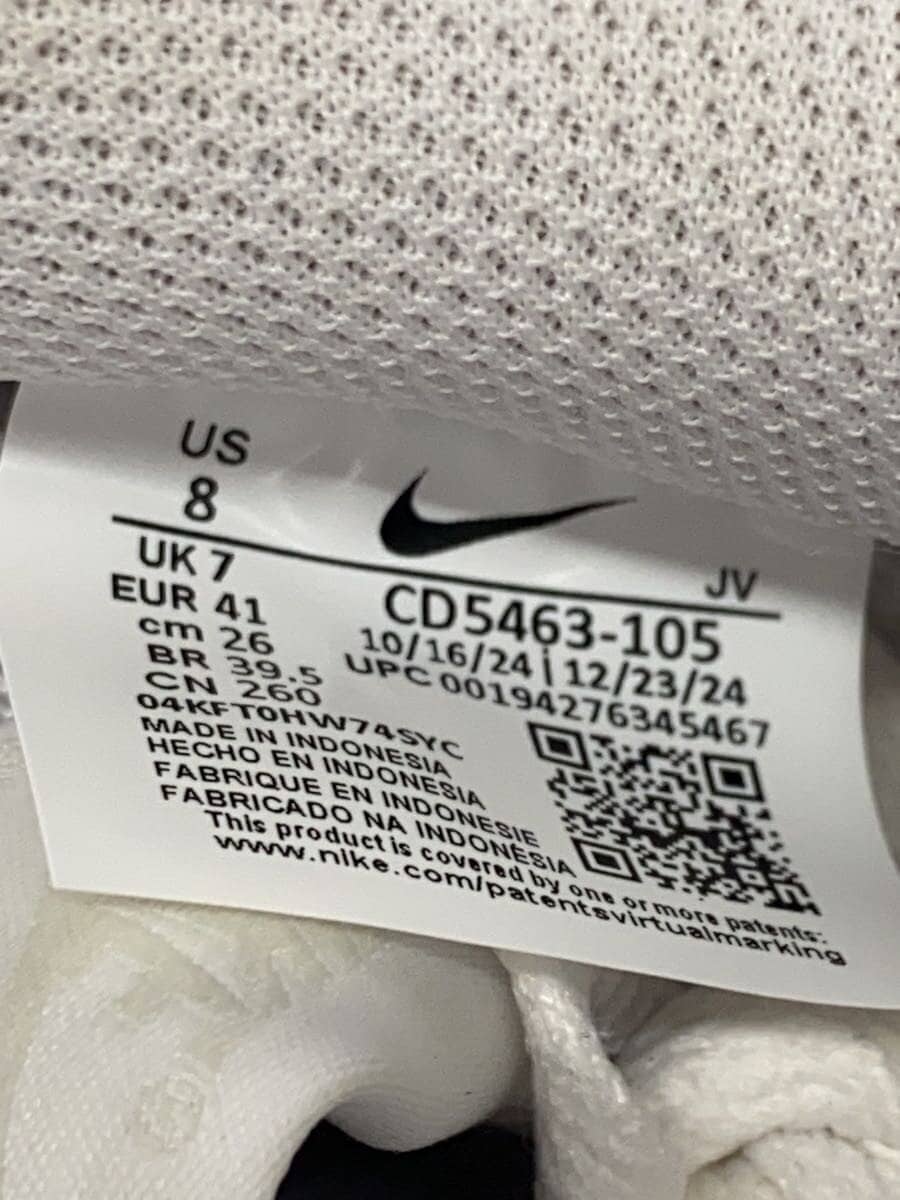 US
8
JV
UK 7
EUR 41
cm 26
BR 39.5
CN 260
CD5463-105
10/16/24 | 12/23/24
UPC 00194276345467
04KFT0HW74SYC
MADE IN INDONESIA
HECHO EN INDONESIA
FABRIQUE EN INDONESIE
FABRICADO NA INDONÉSIA
This product is covered by one or more patents:
www.nike.com/patentsvirtualmarking